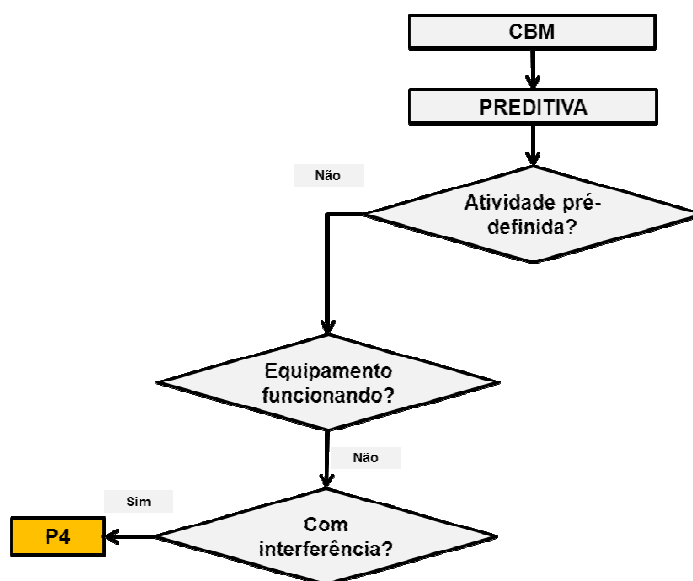 CBM
PREDITIVA
Não
Atividade pré-
definida?
Equipamento
funcionando?
Não
Sim
P4
Com
interferência?